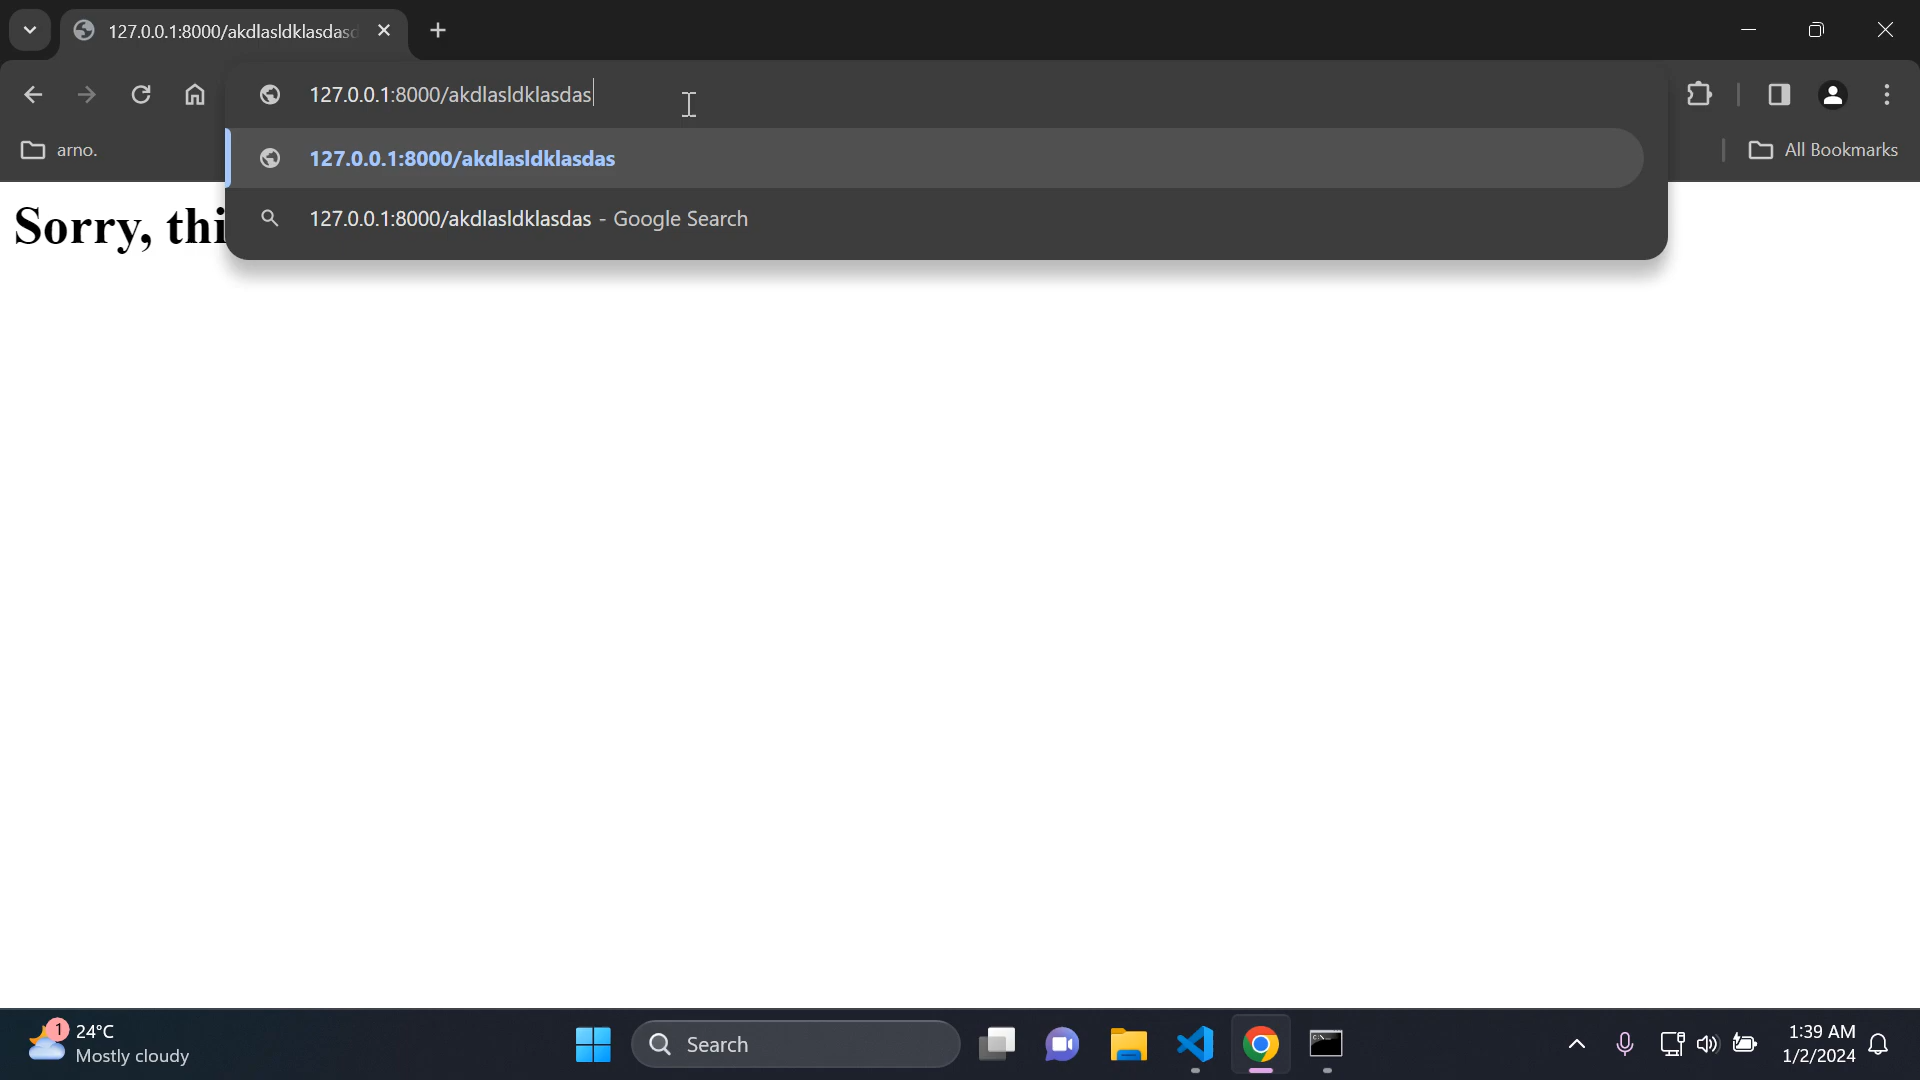 127.0.0.1:8000/akdlasldklasdasd
127.0.0.1:8000/akdlasldklasdas
arno.
All Bookmarks
127.0.0.1:8000/akdlasldklasdas
127.0.0.1:8000/akdlasldklasdas - Google Search
Sorry, thi
1
24°C
Mostly cloudy
Search
1:39 AM
1/2/2024